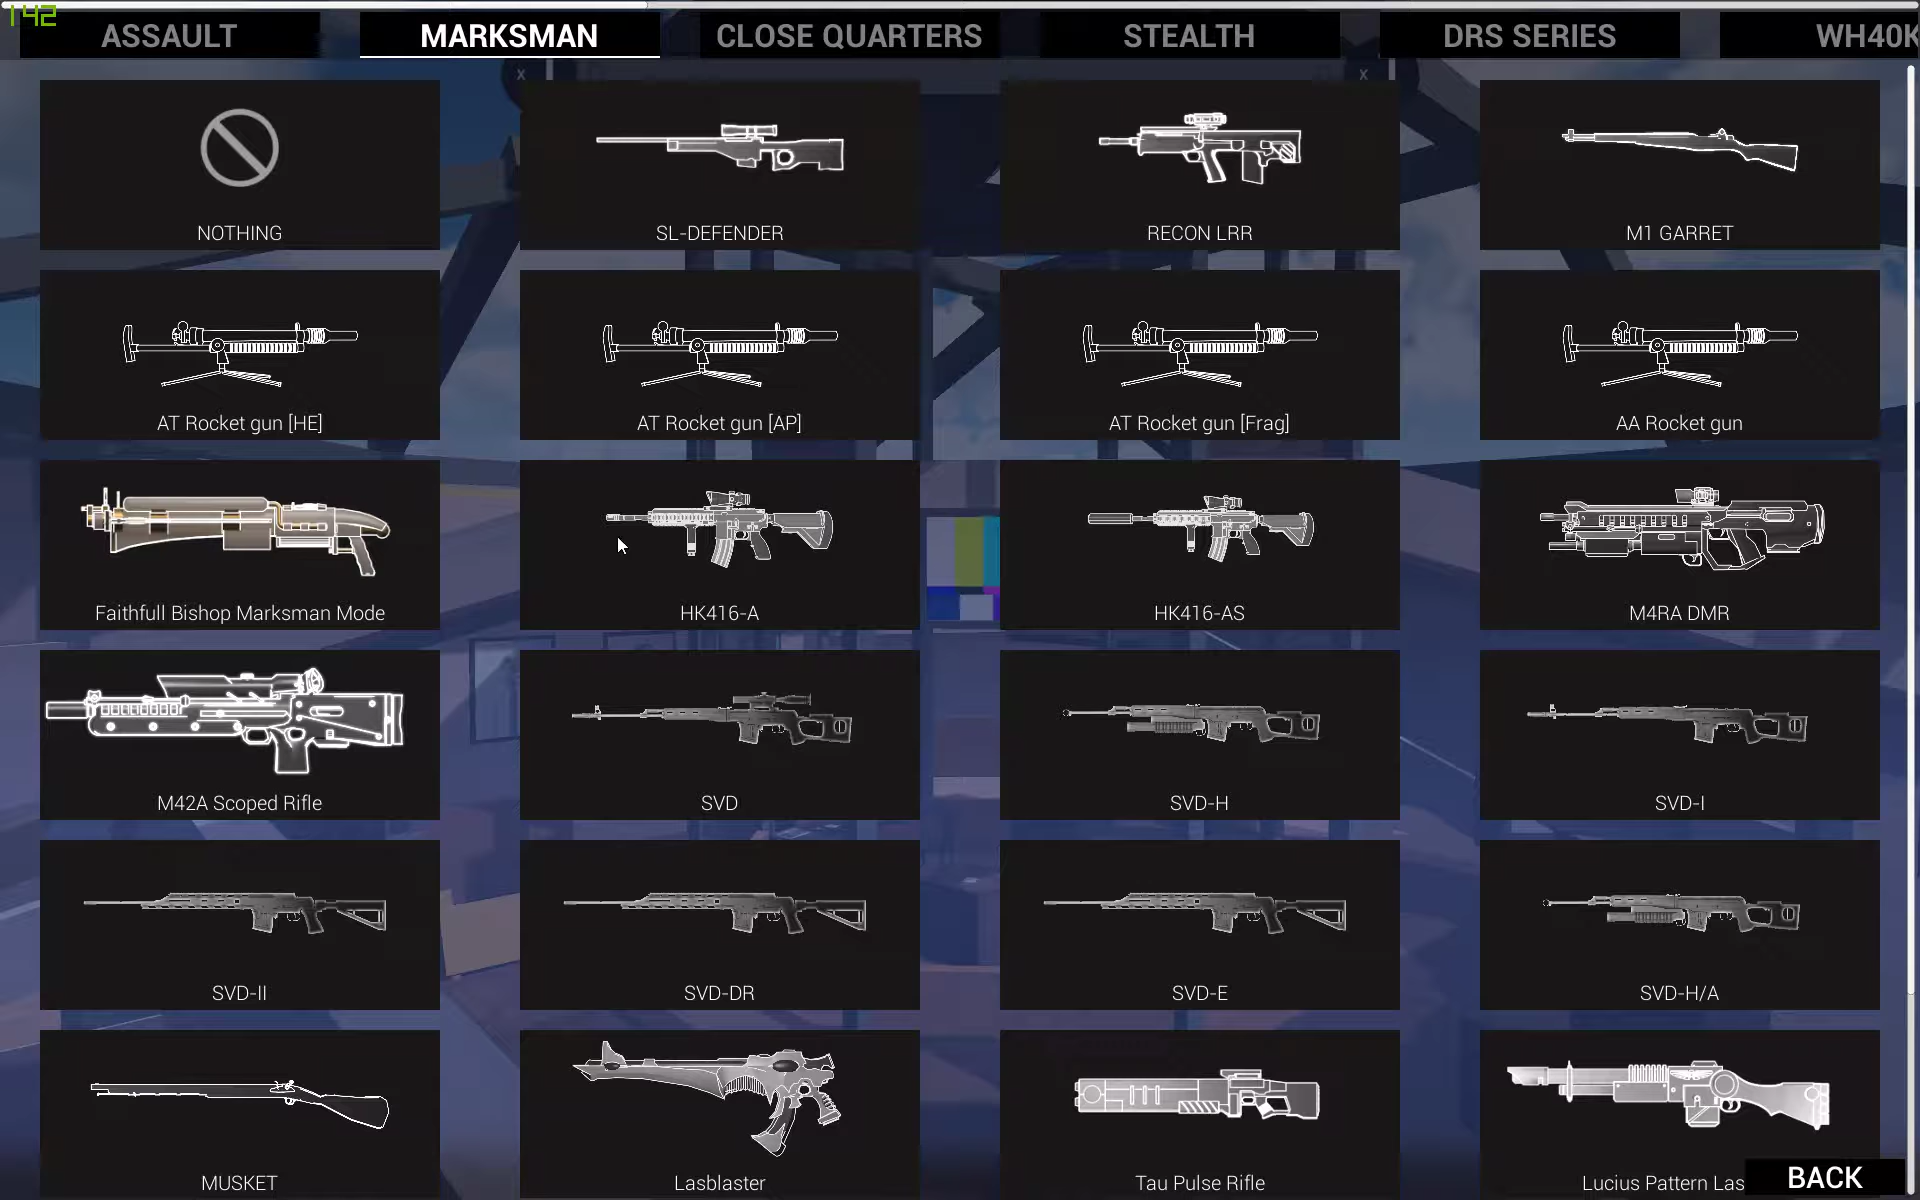 142
ASSAULT
MARKSMAN
CLOSE QUARTERS
STEALTH
DRS SERIES
WH40K
x
x
NOTHING
SL-DEFENDER
RECON LRR
M1 GARRET
AT Rocket gun [HE]
AT Rocket gun [AP]
AT Rocket gun [Frag]
AA Rocket gun
Faithfull Bishop Marksman Mode
HK416-A
HK416-AS
M4RA DMR
M42A Scoped Rifle
SVD
SVD-H
SVD-I
SVD-II
SVD-DR
SVD-E
SVD-H/A
MUSKET
Lasblaster
Tau Pulse Rifle
Lucius Pattern Las
BACK